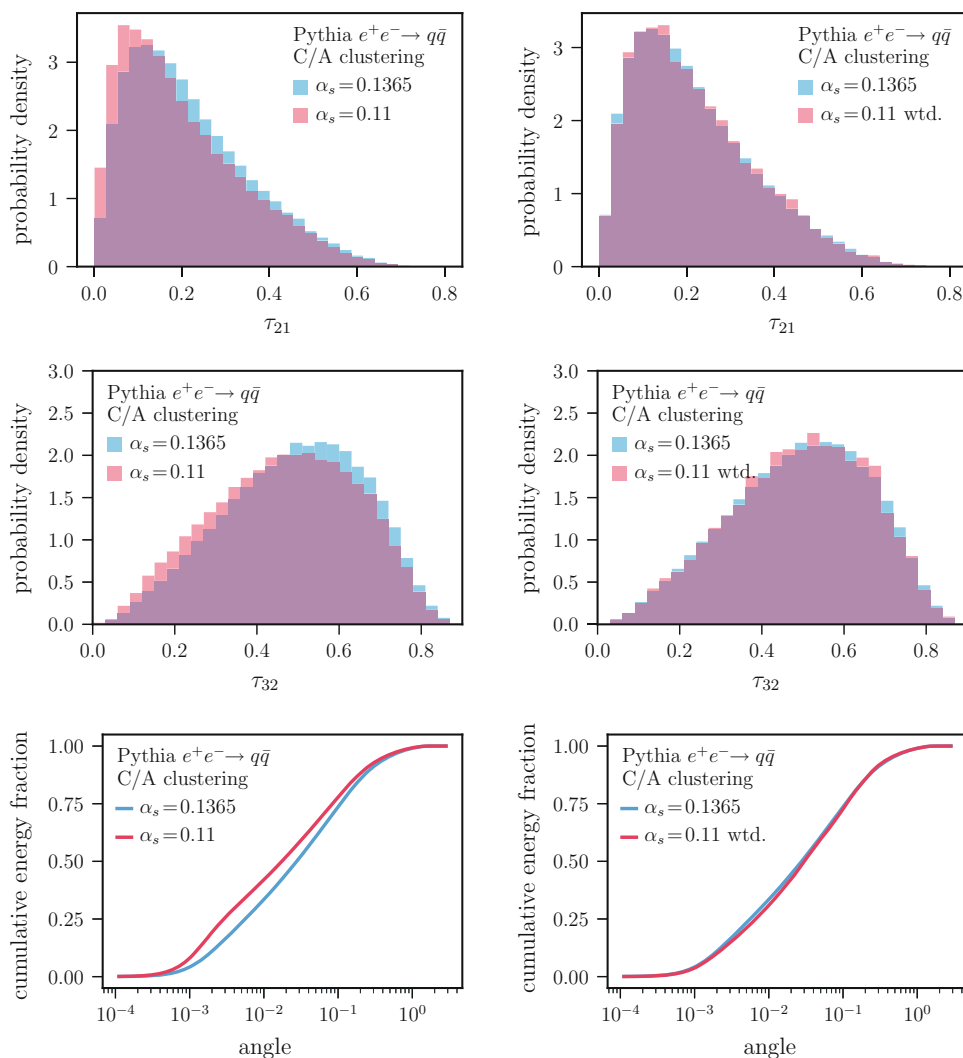 Pythia e⁺e⁻→ qq̄
C/A clustering
αₛ=0.1365
αₛ=0.11
probability density
3
2
1
0
0.0 0.2 0.4 0.6 0.8
τ₂₁
Pythia e⁺e⁻→ qq̄
C/A clustering
αₛ=0.1365
αₛ=0.11 wtd.
probability density
3
2
1
0
0.0 0.2 0.4 0.6 0.8
τ₂₁
Pythia e⁺e⁻→ qq̄
C/A clustering
αₛ=0.1365
αₛ=0.11
probability density
3.0
2.5
2.0
1.5
1.0
0.5
0.0
0.0 0.2 0.4 0.6 0.8
τ₃₂
Pythia e⁺e⁻→ qq̄
C/A clustering
αₛ=0.1365
αₛ=0.11 wtd.
probability density
3.0
2.5
2.0
1.5
1.0
0.5
0.0
0.0 0.2 0.4 0.6 0.8
τ₃₂
Pythia e⁺e⁻→ qq̄
C/A clustering
αₛ=0.1365
αₛ=0.11
cumulative energy fraction
1.00
0.75
0.50
0.25
0.00
10⁻⁴ 10⁻³ 10⁻² 10⁻¹ 10⁰
angle
Pythia e⁺e⁻→ qq̄
C/A clustering
αₛ=0.1365
αₛ=0.11 wtd.
cumulative energy fraction
1.00
0.75
0.50
0.25
0.00
10⁻⁴ 10⁻³ 10⁻² 10⁻¹ 10⁰
angle